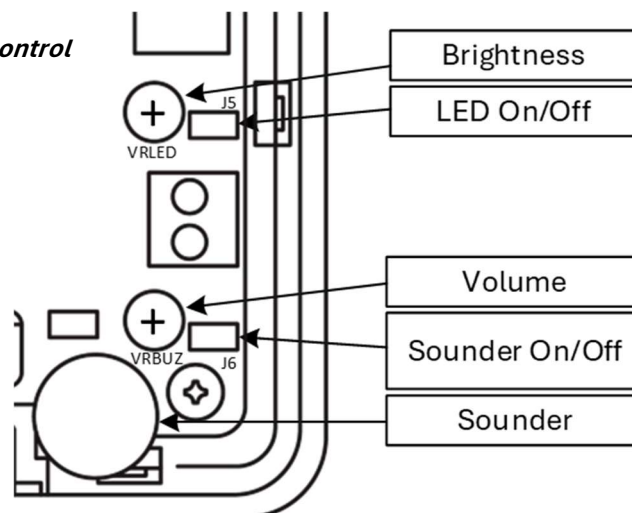 ontrol
Brightness
J5
LED On/Off
VRLED
Volume
VRBUZ
J6
Sounder On/Off
Sounder